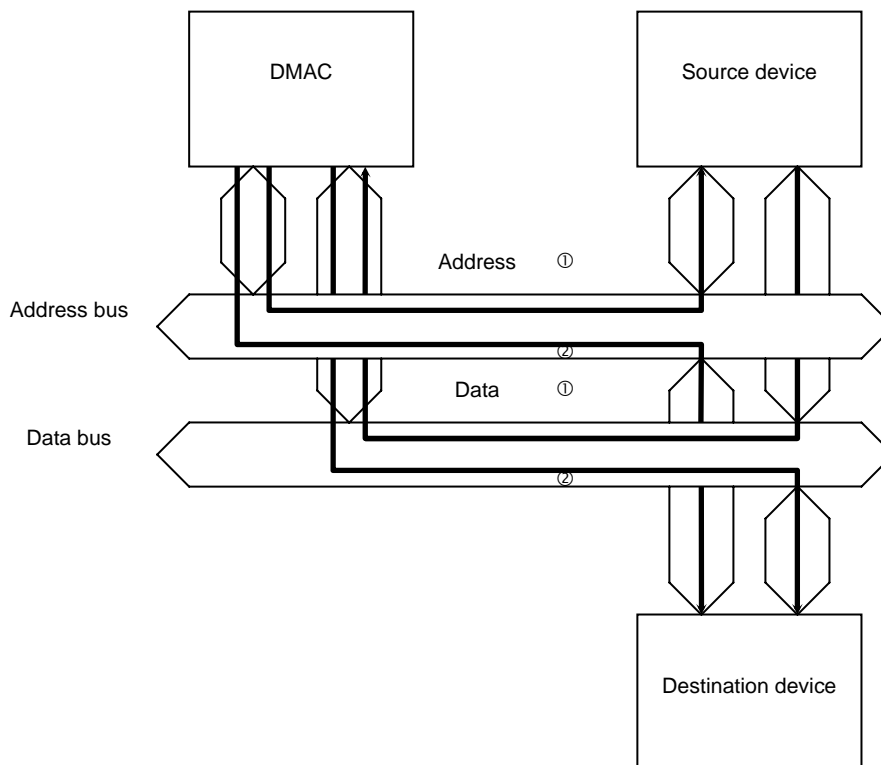 DMAC
Source device
Address ①
Address bus
②
Data ①
Data bus
②
Destination device